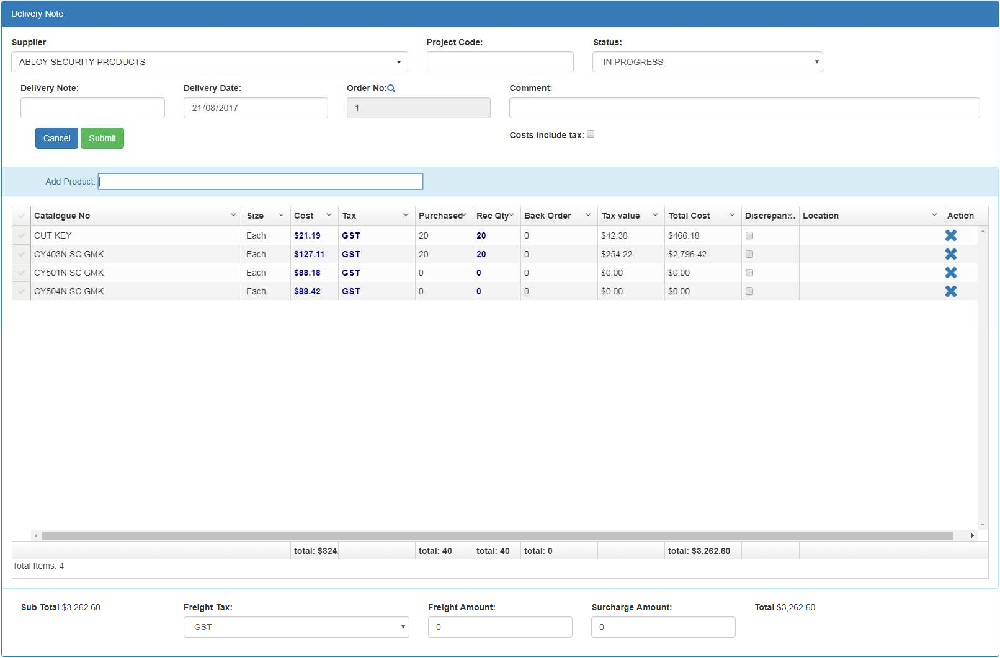 Delivery Note
Supplier Project Code: Status:
ABLOY SECURITY PRODUCTS IN PROGRESS
Delivery Note: Delivery Date: Order No: Comment:
21/08/2017 1
Cancel Submit Costs include tax:
Add Product:
Catalogue No Size Cost Tax Purchased Rec Qty Back Order Tax value Total Cost Discrepan... Location Action
CUT KEY Each $21.19 GST 20 20 0 $42.38 $466.18
CY403N SC GMK Each $127.11 GST 20 20 0 $254.22 $2,796.42
CY501N SC GMK Each $88.18 GST 0 0 0 $0.00 $0.00
CY504N SC GMK Each $88.42 GST 0 0 0 $0.00 $0.00
total: $324. total: 40 total: 40 total: 0 total: $3,262.60
Total Items: 4
Sub Total $3,262.60 Freight Tax: Freight Amount: Surcharge Amount: Total $3,262.60
GST 0 0